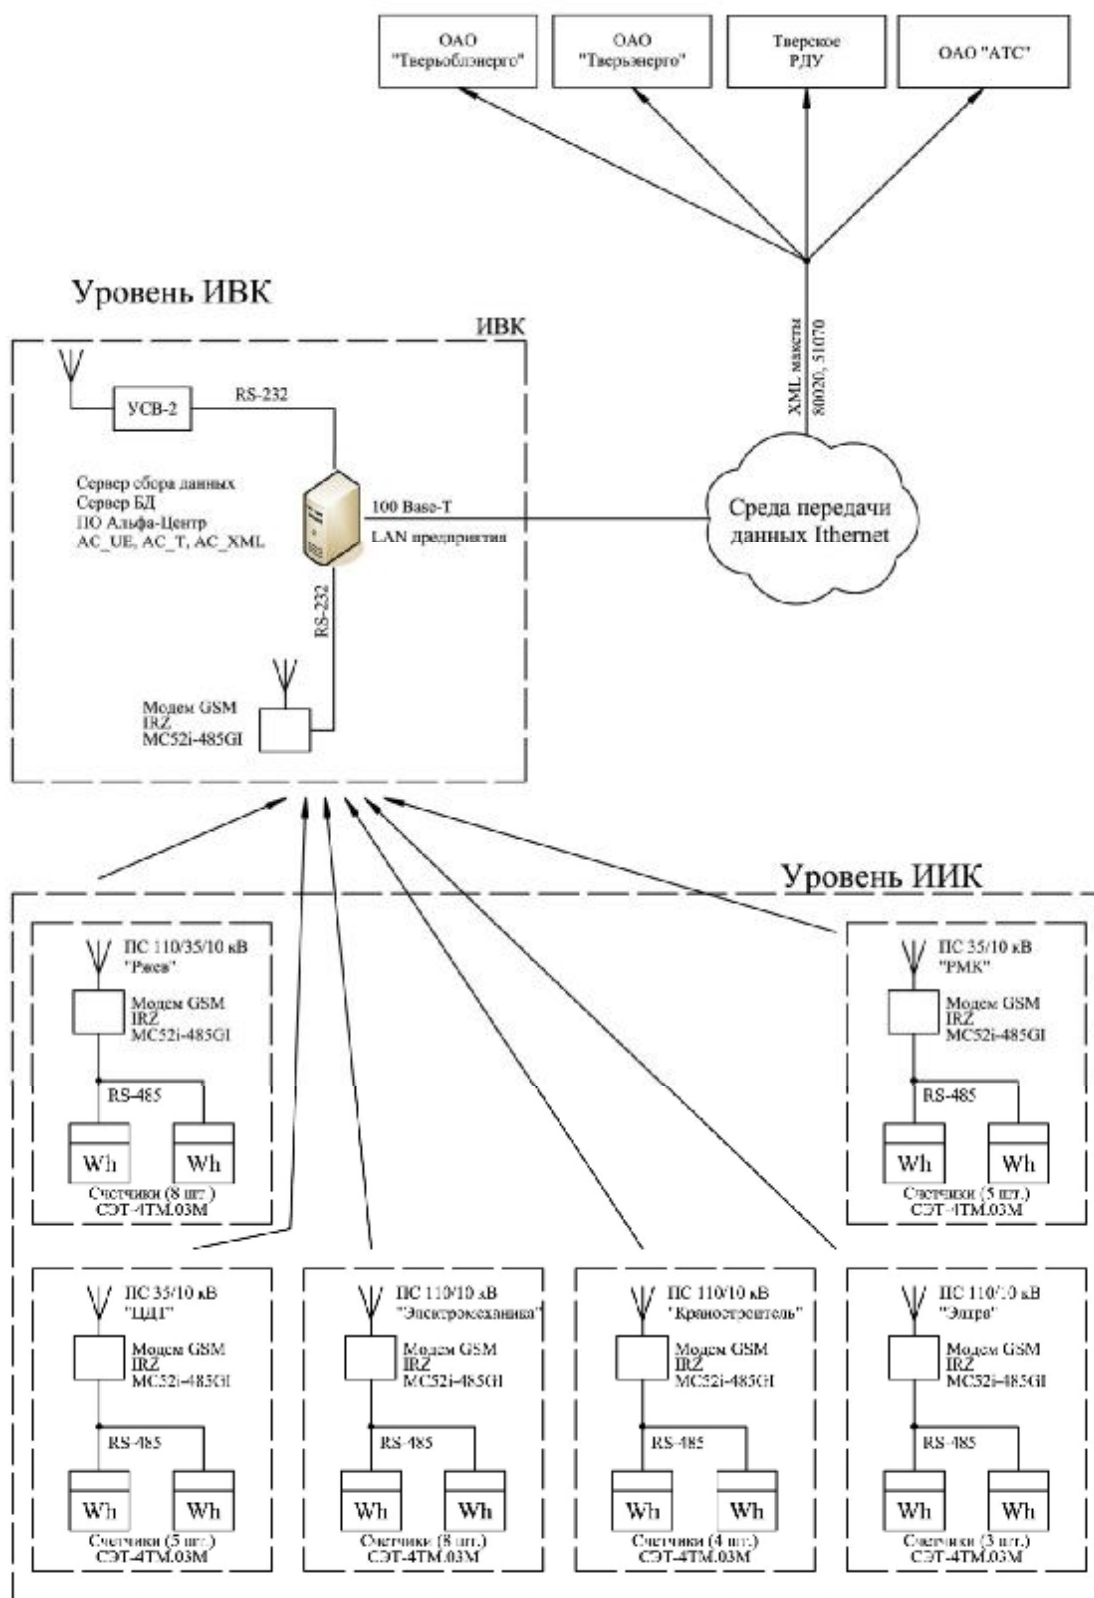 ОАО
"Тверьоблэнерго"
ОАО
"Тверьэнерго"
Тверское
РДУ
ОАО "АТС"
XML макеты
80020, 51070
Уровень ИВК
ИВК
УСВ-2
RS-232
Сервер сбора данных
Сервер БД
ПО Альфа-Центр
AC_UE, AC_T, AC_XML
100 Base-T
LAN предприятия
Среда передачи
данных Ithernet
RS-232
Модем GSM
IRZ
MC52i-485GI
Уровень ИИК
ПС 110/35/10 кВ
"Ржев"
Модем GSM
IRZ
MC52i-485GI
RS-485
Wh
Wh
Счетчики (8 шт.)
СЭТ-4ТМ.03М
ПС 35/10 кВ
"РМК"
Модем GSM
IRZ
MC52i-485GI
RS-485
Wh
Wh
Счетчики (5 шт.)
СЭТ-4ТМ.03М
ПС 35/10 кВ
Модем GSM
IRZ
MC52i-485GI
RS-485
Wh
Wh
Счетчики (5 шт.)
СЭТ-4ТМ.03М
ПС 110/10 кВ
"Электромеханика"
Модем GSM
IRZ
MC52i-485GI
RS-485
Wh
Wh
Счетчики (8 шт.)
СЭТ-4ТМ.03М
ПС 110/10 кВ
"Краностроитель"
Модем GSM
IRZ
MC52i-485GI
RS-485
Wh
Wh
Счетчики (4 шт.)
СЭТ-4ТМ.03М
ПС 110/10 кВ
"Элтра"
Модем GSM
IRZ
MC52i-485GI
RS-485
Wh
Wh
Счетчики (3 шт.)
СЭТ-4ТМ.03М